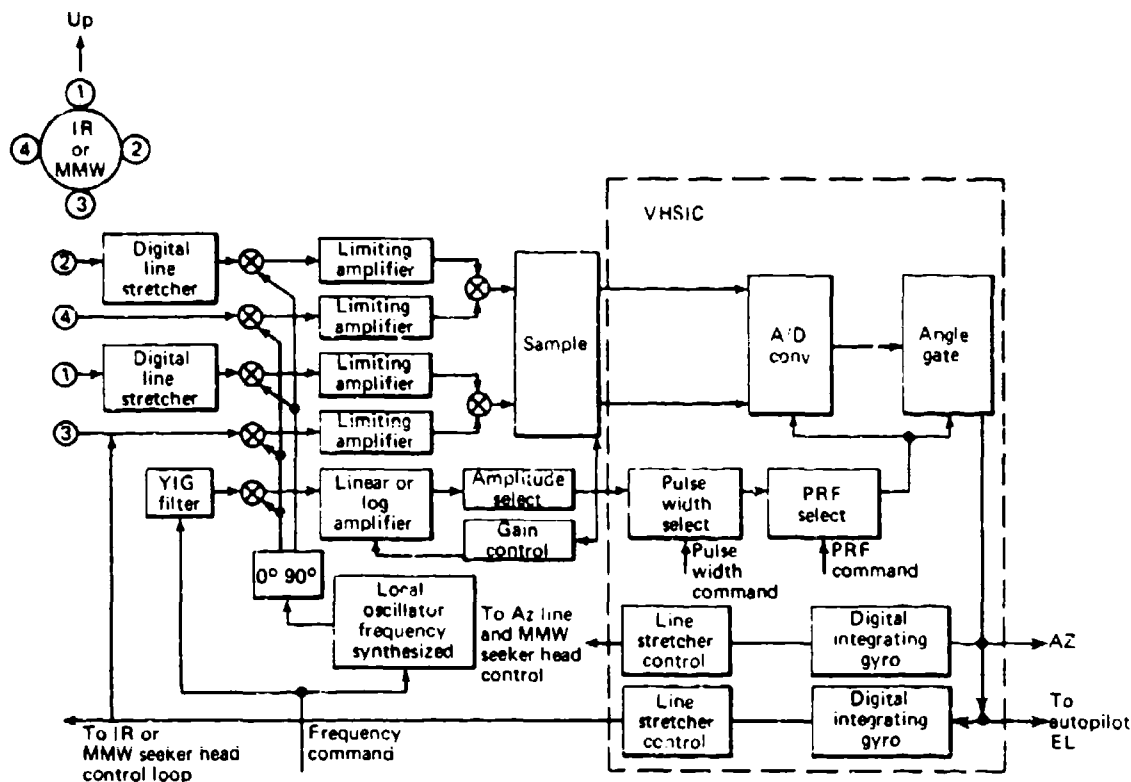 Up
①
IR
or
MMW
④
②
③
VHSIC
②
Digital
line
stretcher
Limiting
amplifier
④
Limiting
amplifier
Sample
A/D
conv
Angle
gate
①
Digital
line
stretcher
Limiting
amplifier
③
Limiting
amplifier
YIG
filter
Linear or
log
amplifier
Amplitude
select
Gain
control
Pulse
width
select
PRF
select
Pulse
width
command
PRF
command
0° 90°
Local
oscillator
frequency
synthesized
To Az line
and MMW
seeker head
control
Line
stretcher
control
Digital
integrating
gyro
AZ
Line
stretcher
control
Digital
integrating
gyro
To
autopilot
EL
To IR or
MMW seeker head
control loop
Frequency
command